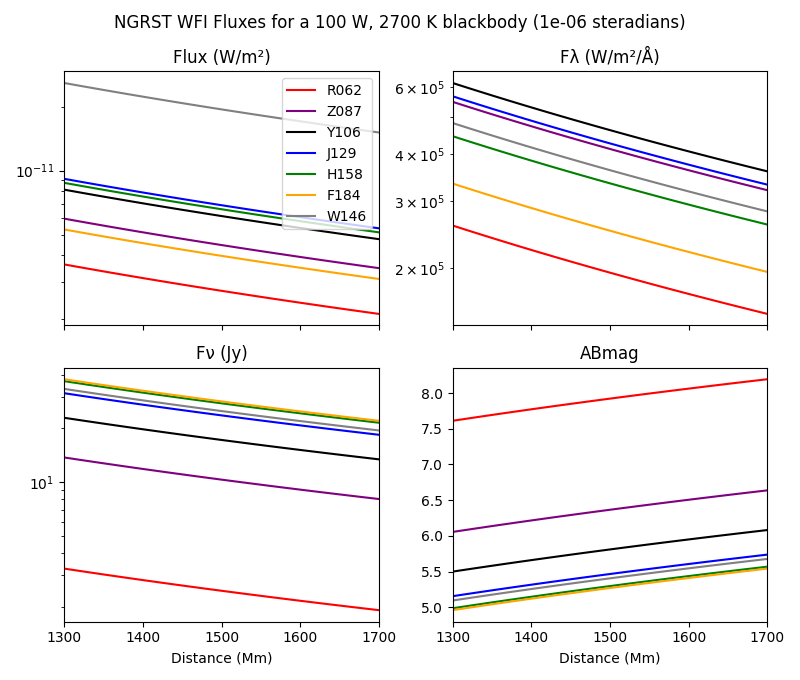 NGRST WFI Fluxes for a 100 W, 2700 K blackbody (1e-06 steradians)
Flux (W/m²)
Fλ (W/m²/Å)
R062
Z087
Y106
J129
H158
F184
W146
10⁻¹¹
6 × 10⁵
4 × 10⁵
3 × 10⁵
2 × 10⁵
Fν (Jy)
ABmag
10¹
8.0
7.5
7.0
6.5
6.0
5.5
5.0
1300 1400 1500 1600 1700
1300 1400 1500 1600 1700
Distance (Mm)
Distance (Mm)